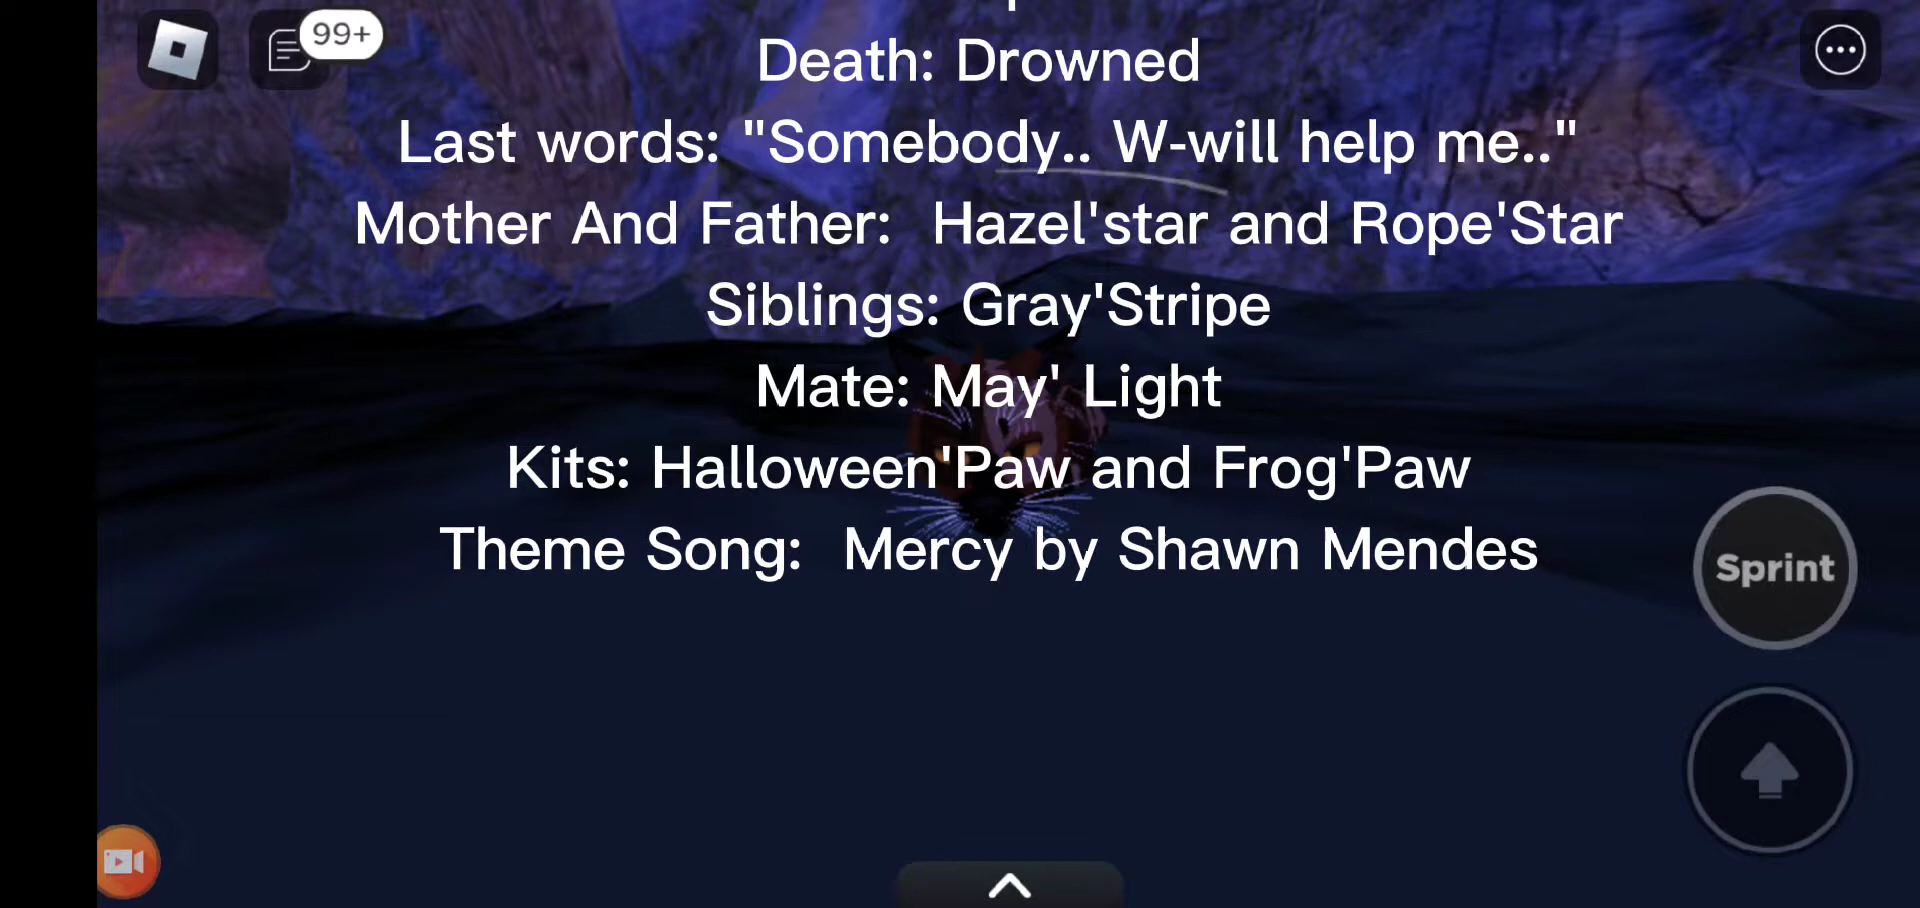 99+
Death: Drowned
Last words: "Somebody.. W-will help me.."
Mother And Father:  Hazel'star and Rope'Star
Siblings: Gray'Stripe
Mate: May' Light
Kits: Halloween'Paw and Frog'Paw
Theme Song:  Mercy by Shawn Mendes
Sprint